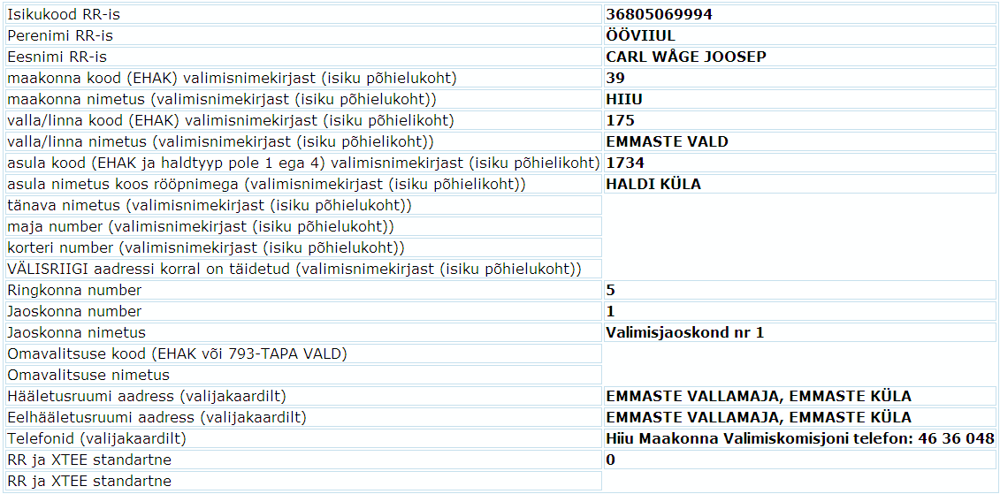 Isikukood RR-is 36805069994
Perenimi RR-is ÖÖVIIUL
Eesnimi RR-is CARL WÅGE JOOSEP
maakonna kood (EHAK) valimisnimekirjast (isiku põhielukoht) 39
maakonna nimetus (valimisnimekirjast (isiku põhielukoht)) HIIU
valla/linna kood (EHAK) valimisnimekirjast (isiku põhielikoht) 175
valla/linna nimetus (valimisnimekirjast (isiku põhielikoht)) EMMASTE VALD
asula kood (EHAK ja haldtyyp pole 1 ega 4) valimisnimekirjast (isiku põhielikoht) 1734
asula nimetus koos rööpnimega (valimisnimekirjast (isiku põhielikoht)) HALDI KÜLA
tänava nimetus (valimisnimekirjast (isiku põhielukoht))
maja number (valimisnimekirjast (isiku põhielukoht))
korteri number (valimisnimekirjast (isiku põhielukoht))
VÄLISRIIGI aadressi korral on täidetud (valimisnimekirjast (isiku põhielukoht))
Ringkonna number 5
Jaoskonna number 1
Jaoskonna nimetus Valimisjaoskond nr 1
Omavalitsuse kood (EHAK või 793-TAPA VALD)
Omavalitsuse nimetus
Hääletusruumi aadress (valijakaardilt) EMMASTE VALLAMAJA, EMMASTE KÜLA
Eelhääletusruumi aadress (valijakaardilt) EMMASTE VALLAMAJA, EMMASTE KÜLA
Telefonid (valijakaardilt) Hiiu Maakonna Valimiskomisjoni telefon: 46 36 048
RR ja XTEE standartne 0
RR ja XTEE standartne